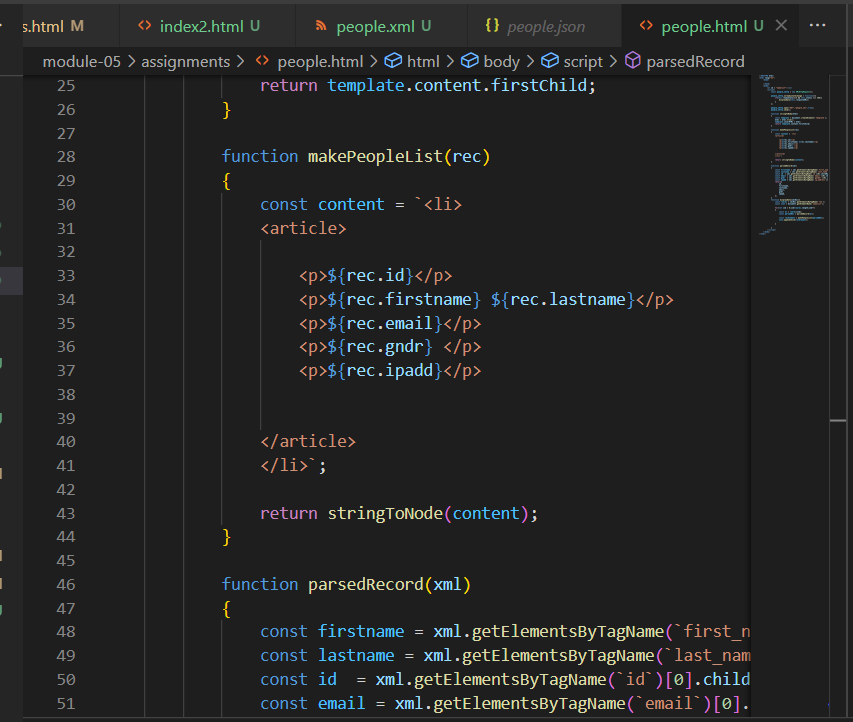 s.html M index2.html U people.xml U {} people.json people.html U
module-05 > assignments > people.html > html > body > script > parsedRecord
25 return template.content.firstChild;
26 }
27
28 function makePeopleList(rec)
29 {
30 const content = `<li>
31 <article>
32
33 <p>${rec.id}</p>
34 <p>${rec.firstname} ${rec.lastname}</p>
35 <p>${rec.email}</p>
36 <p>${rec.gndr} </p>
37 <p>${rec.ipadd}</p>
38
39
40 </article>
41 </li>`;
42
43 return stringToNode(content);
44 }
45
46 function parsedRecord(xml)
47 {
48 const firstname = xml.getElementsByTagName(`first_n
49 const lastname = xml.getElementsByTagName(`last_nam
50 const id  = xml.getElementsByTagName(`id`)[0].child
51 const email = xml.getElementsByTagName(`email`)[0].